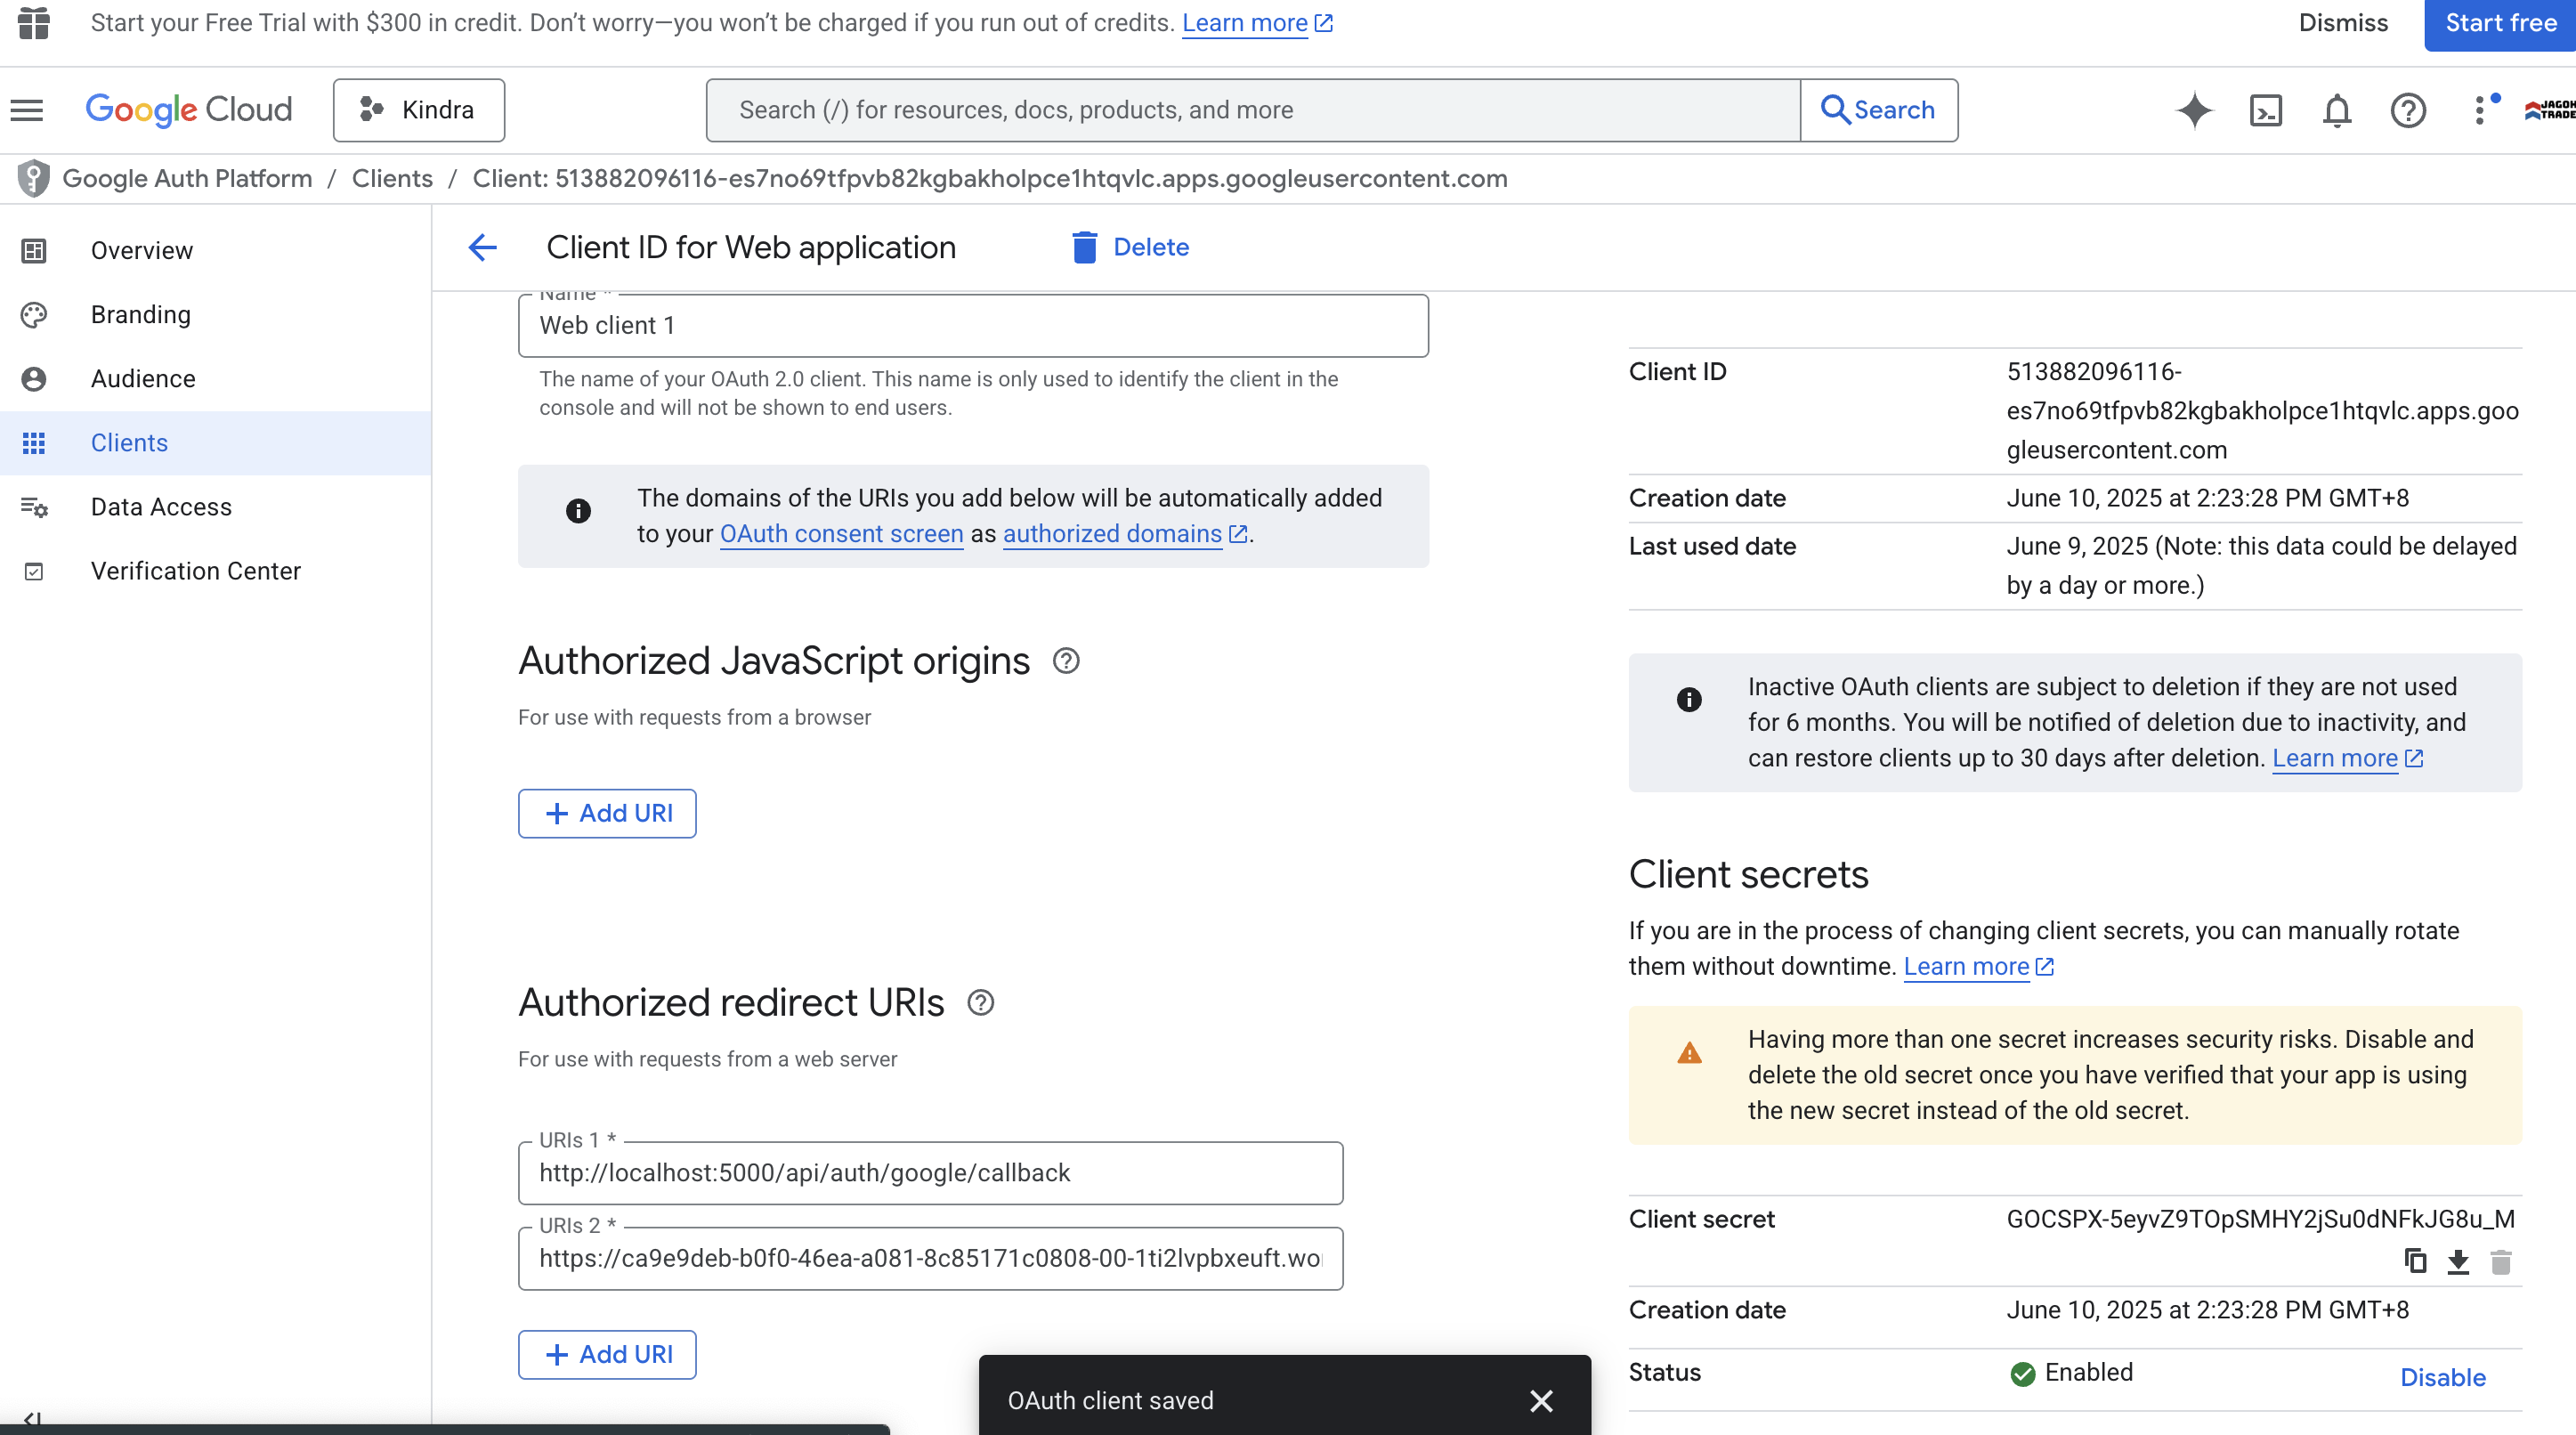 Start your Free Trial with $300 in credit. Don’t worry—you won’t be charged if you run out of credits. Learn more
Dismiss
Start free
Google Cloud
Kindra
Search (/) for resources, docs, products, and more
Search
JAGOH
TRADE
Google Auth Platform / Clients / Client: 513882096116-es7no69tfpvb82kgbakholpce1htqvlc.apps.googleusercontent.com
Overview
Branding
Audience
Clients
Data Access
Verification Center
Client ID for Web application
Delete
Name *
Web client 1
The name of your OAuth 2.0 client. This name is only used to identify the client in the
console and will not be shown to end users.
The domains of the URIs you add below will be automatically added
to your OAuth consent screen as authorized domains.
Authorized JavaScript origins
For use with requests from a browser
+ Add URI
Authorized redirect URIs
For use with requests from a web server
URIs 1 *
http://localhost:5000/api/auth/google/callback
URIs 2 *
https://ca9e9deb-b0f0-46ea-a081-8c85171c0808-00-1ti2lvpbxeuft.wo
+ Add URI
Client ID
513882096116-
es7no69tfpvb82kgbakholpce1htqvlc.apps.goo
gleusercontent.com
Creation date
June 10, 2025 at 2:23:28 PM GMT+8
Last used date
June 9, 2025 (Note: this data could be delayed
by a day or more.)
Inactive OAuth clients are subject to deletion if they are not used
for 6 months. You will be notified of deletion due to inactivity, and
can restore clients up to 30 days after deletion. Learn more
Client secrets
If you are in the process of changing client secrets, you can manually rotate
them without downtime. Learn more
Having more than one secret increases security risks. Disable and
delete the old secret once you have verified that your app is using
the new secret instead of the old secret.
Client secret
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
Creation date
June 10, 2025 at 2:23:28 PM GMT+8
Status
Enabled
Disable
OAuth client saved